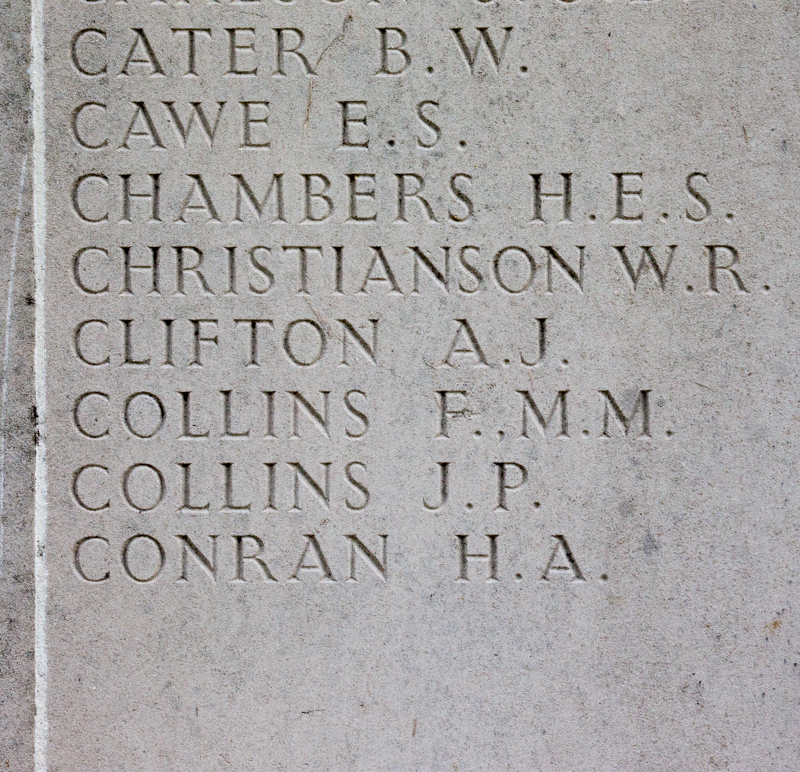 CATER B.W.
CAWE E.S.
CHAMBERS H.E.S.
CHRISTIANSON W.R.
CLIFTON A.J.
COLLINS F.,M.M.
COLLINS J.P.
CONRAN H.A.